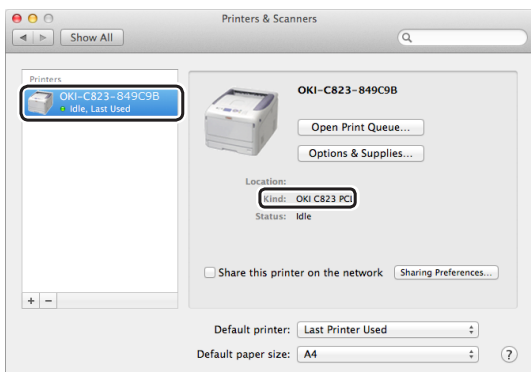 Printers & Scanners
Show All
Printers
OKI-C823-849C9B
Idle, Last Used
OKI-C823-849C9B
Open Print Queue...
Options & Supplies...
Location:
Kind: OKI C823 PCL
Status: Idle
Share this printer on the network Sharing Preferences...
+ −
Default printer: Last Printer Used
Default paper size: A4 ?